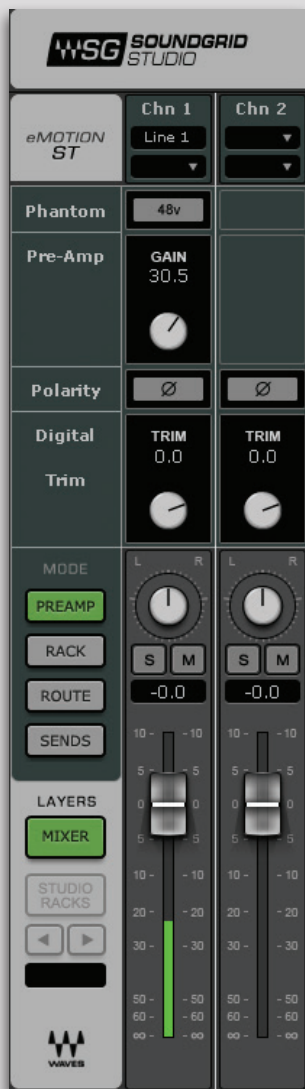 WSG SOUNDGRID
STUDIO
eMOTION
ST
Chn 1
Chn 2
Line 1
Phantom
48v
Pre-Amp
GAIN
30.5
Polarity
Ø
Ø
Digital
Trim
TRIM
0.0
TRIM
0.0
MODE
PREAMP
RACK
ROUTE
SENDS
LAYERS
MIXER
STUDIO
RACKS
WAVES
L R
S M
-0.0
10 - - 10
5 - - 5
0 - - 0
5 - - 5
10 - - 10
20 - - 20
30 - - 30
50 - - 50
60 - - 60
∞ - - ∞
L R
S M
-0.0
10 - - 10
5 - - 5
0 - - 0
5 - - 5
10 - - 10
20 - - 20
30 - - 30
50 - - 50
60 - - 60
∞ - - ∞